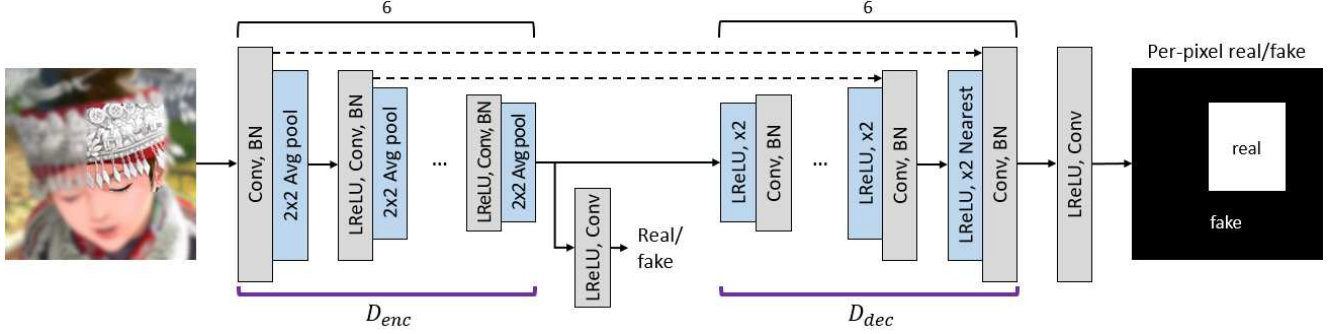 6
6
Conv, BN
2x2 Avg pool
LReLU, Conv, BN
2x2 Avg pool
...
LReLU, Conv, BN
2x2 Avg pool
LReLU, Conv
Real/
fake
LReLU, x2
Conv, BN
...
LReLU, x2
Conv, BN
LReLU, x2 Nearest
Conv, BN
LReLU, Conv
Per-pixel real/fake
real
fake
D_enc
D_dec